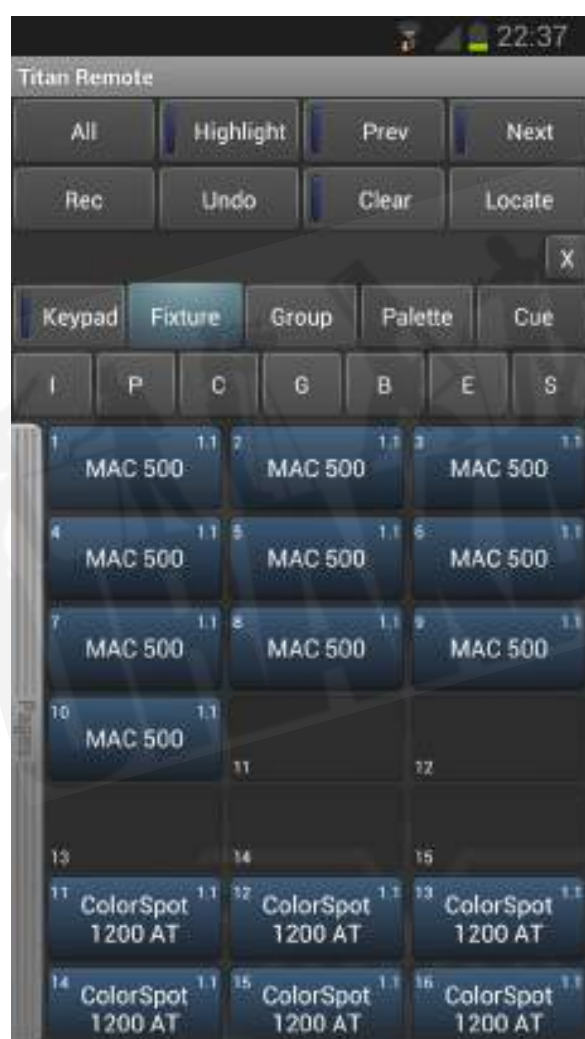 22:37
Titan Remote
All Highlight Prev Next
Rec Undo Clear Locate
X
Keypad Fixture Group Palette Cue
I P C G B E S
1 1.1 2 1.1 3 1.1
MAC 500 MAC 500 MAC 500
4 1.1 5 1.1 6 1.1
MAC 500 MAC 500 MAC 500
7 1.1 8 1.1 9 1.1
MAC 500 MAC 500 MAC 500
10 1.1
MAC 500
11 12
Pages
13 14 15
11 1.1 12 1.1 13 1.1
ColorSpot ColorSpot ColorSpot
1200 AT 1200 AT 1200 AT
14 1.1 15 1.1 16 1.1
ColorSpot ColorSpot ColorSpot
1200 AT 1200 AT 1200 AT